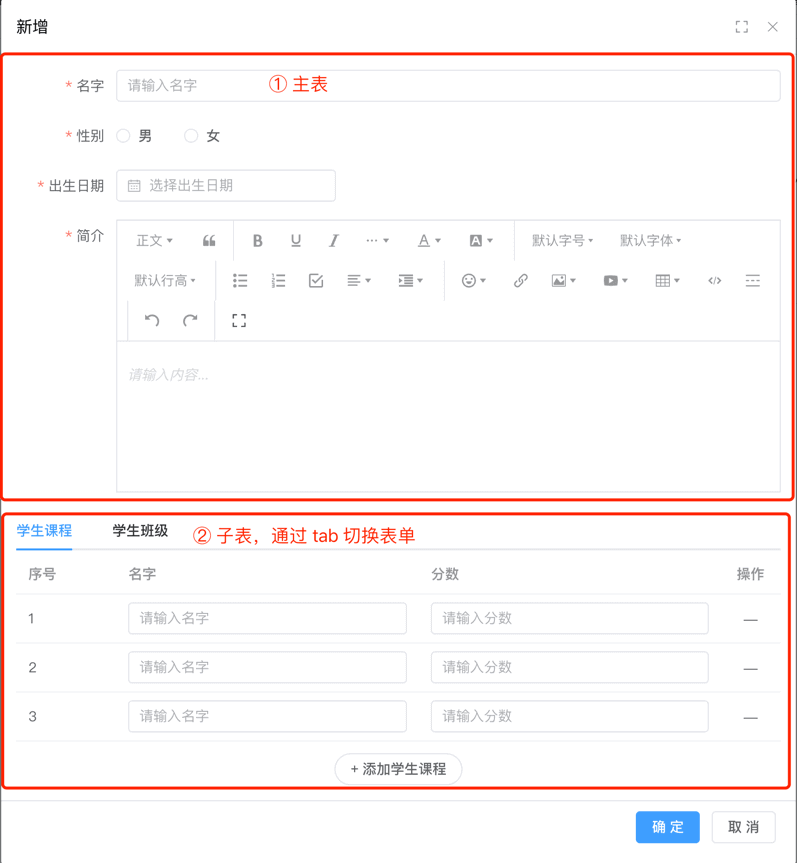 新增
* 名字 请输入名字 ① 主表
* 性别 男 女
* 出生日期 选择出生日期
* 简介 正文 B U I ... A A 默认字号 默认字体
默认行高
请输入内容...
学生课程 学生班级 ② 子表，通过 tab 切换表单
序号 名字 分数 操作
1 请输入名字 请输入分数 —
2 请输入名字 请输入分数 —
3 请输入名字 请输入分数 —
+ 添加学生课程
确 定 取 消